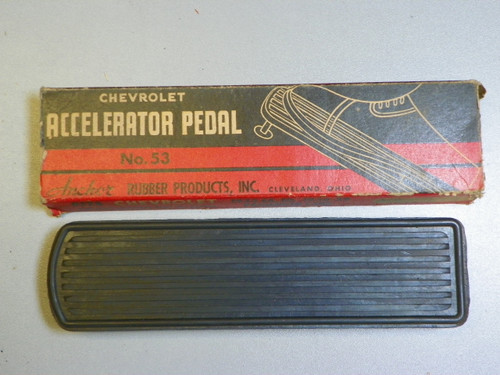 CHEVROLET
ACCELERATOR PEDAL
No. 53
Anchor RUBBER PRODUCTS, INC. CLEVELAND, OHIO